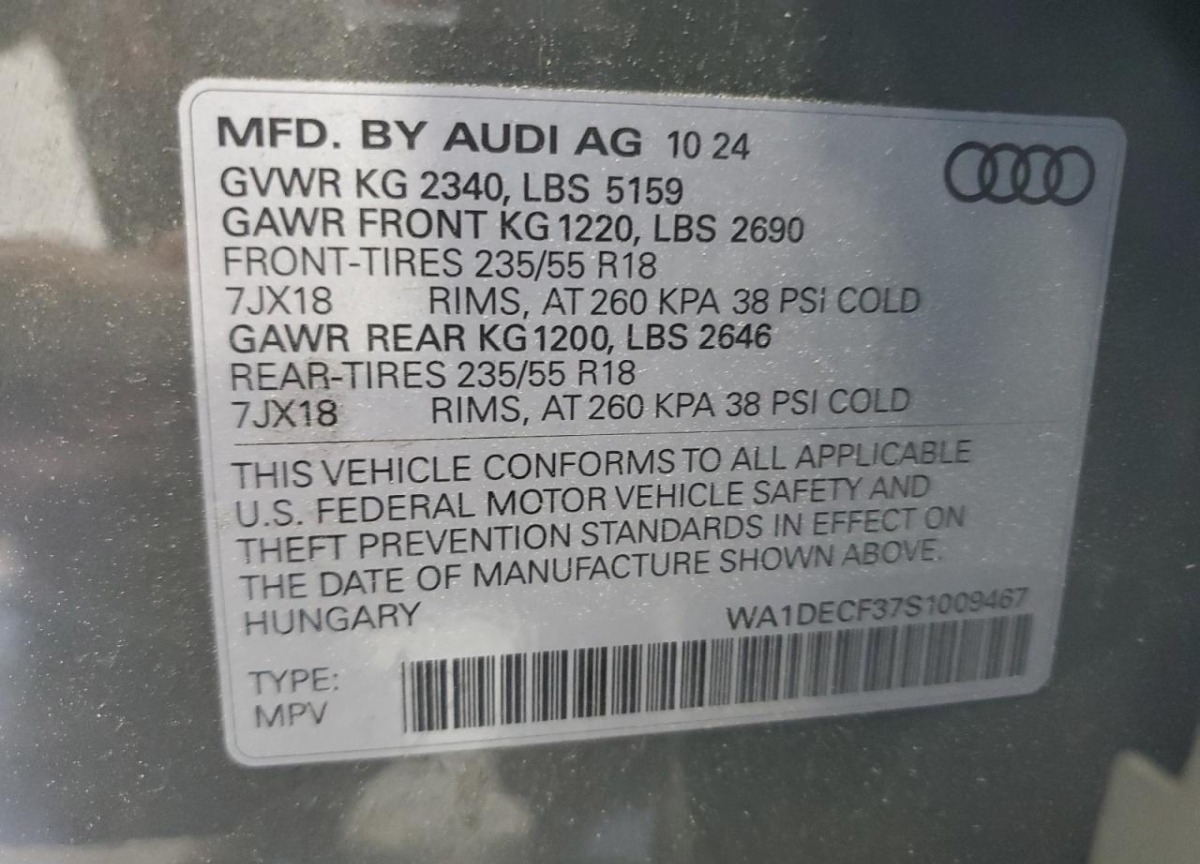 MFD. BY AUDI AG 10 24
GVWR KG 2340, LBS 5159
GAWR FRONT KG 1220, LBS 2690
FRONT-TIRES 235/55 R18
7JX18 RIMS, AT 260 KPA 38 PSI COLD
GAWR REAR KG 1200, LBS 2646
REAR-TIRES 235/55 R18
7JX18 RIMS, AT 260 KPA 38 PSI COLD
THIS VEHICLE CONFORMS TO ALL APPLICABLE
U.S. FEDERAL MOTOR VEHICLE SAFETY AND
THEFT PREVENTION STANDARDS IN EFFECT ON
THE DATE OF MANUFACTURE SHOWN ABOVE.
HUNGARY WA1DECF37S1009467
TYPE:
MPV